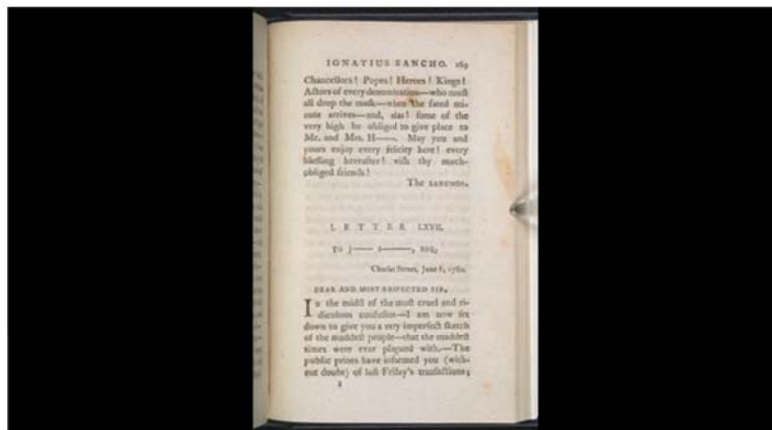 IGNATIUS SANCHO. 169
Chancellors! Popes! Heroes! Kings!
Actors of every denomination—who must
all drop the mask—when the fated mi-
nute arrives—and, alas! some of the
very high be obliged to give place to
Mr. and Mrs. H——. May you and
yours enjoy every felicity here! every
blessing hereafter! with thy much-
obliged friends!
The SANCHOS.
LETTER LXVII.
TO J—— S——, ESQ.
Charles Street, June 6, 1780.
DEAR AND MOST RESPECTED SIR,
In the midst of the most cruel and ri-
diculous confusion—I am now set
down to give you a very imperfect sketch
of the maddest people—that the maddest
times were ever plagued with.—The
public prints have informed you (with-
out doubt) of last Friday's transactions;